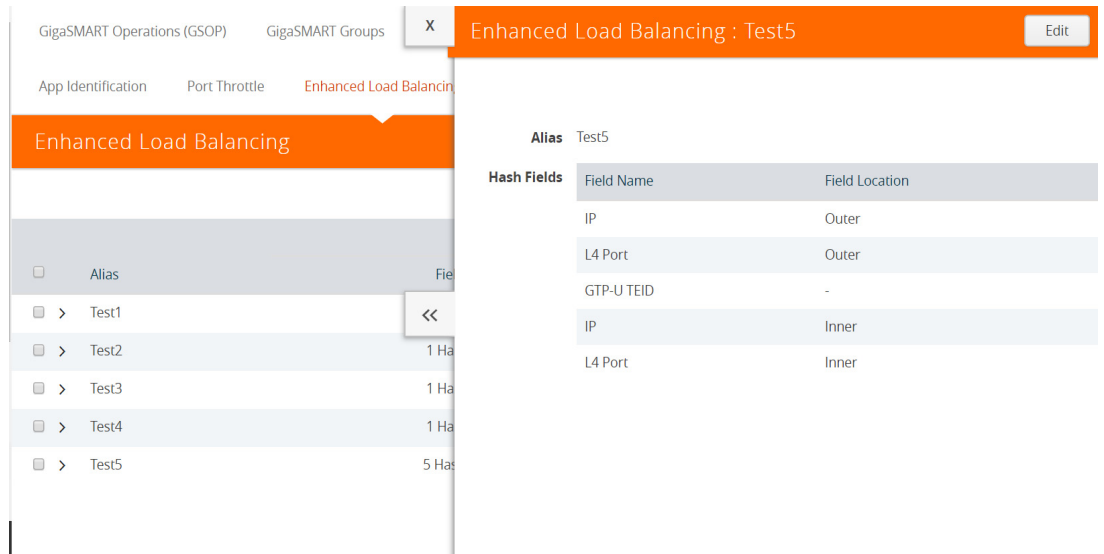 GigaSMART Operations (GSOP) GigaSMART Groups X
App Identification Port Throttle Enhanced Load Balancin
Enhanced Load Balancing
Alias Fie
Test1
Test2 1 Ha
Test3 1 Ha
Test4 1 Ha
Test5 5 Has
Enhanced Load Balancing : Test5 Edit
Alias Test5
Hash Fields Field Name Field Location
IP Outer
L4 Port Outer
GTP-U TEID -
IP Inner
L4 Port Inner